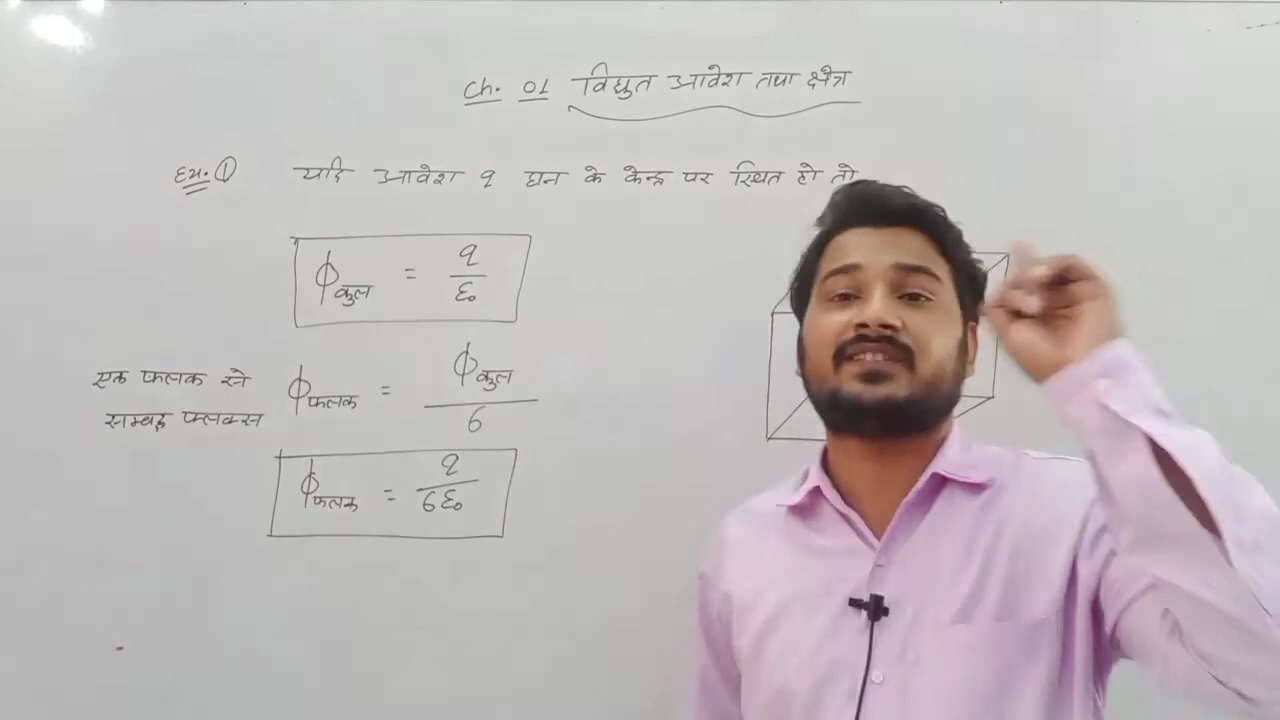 Ch. 01 विद्युत आवेश तथा क्षेत्र
Ex. ① यदि आवेश q घन के केन्द्र पर स्थित हो तो
ϕकुल = q/ε₀
एक फलक से
सम्बद्ध फ्लक्स
ϕफलक = ϕकुल/6
ϕफलक = q/6ε₀